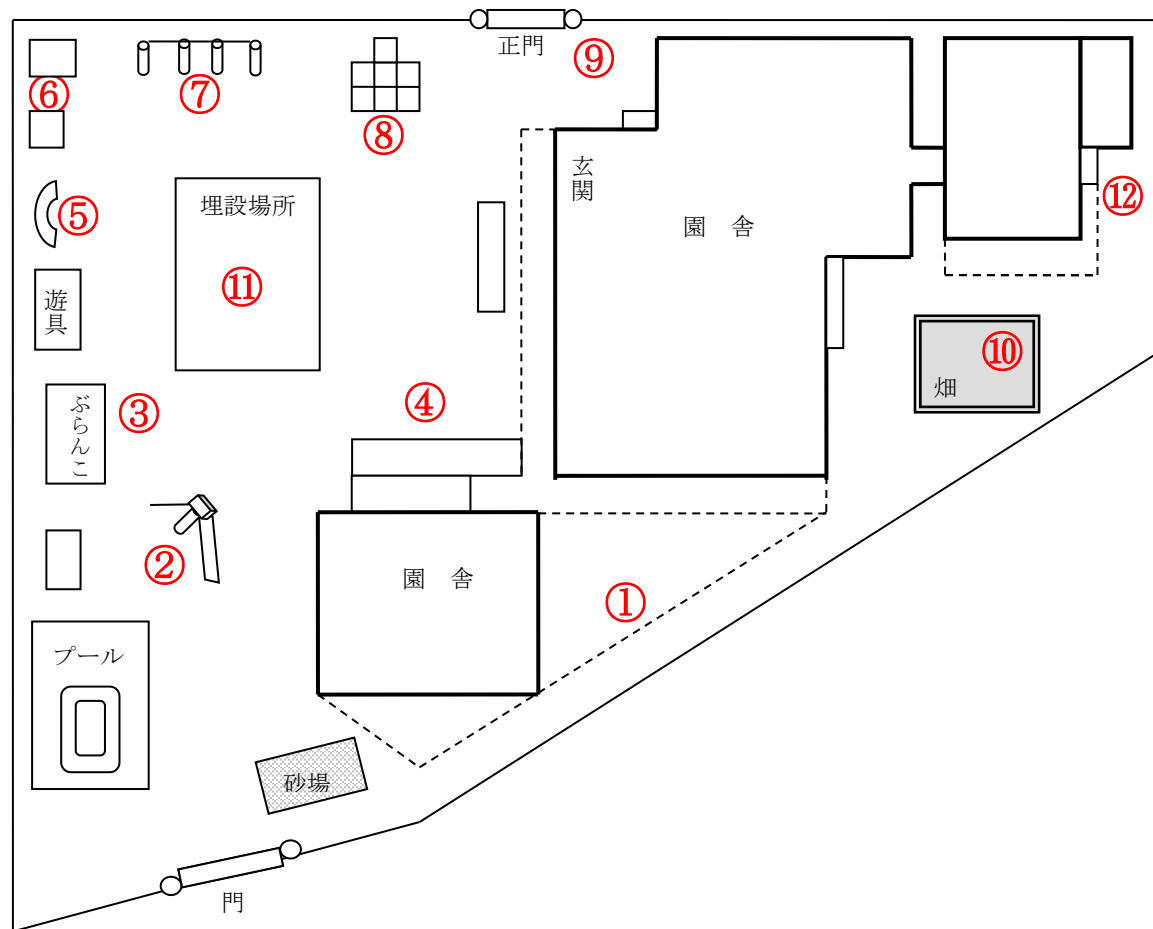 正門
⑨
⑥
⑦
⑧
玄関
⑤
埋設場所
園　舎
⑫
⑪
遊具
⑩
畑
ぶらんこ
③
④
②
園　舎
①
プール
砂場
門